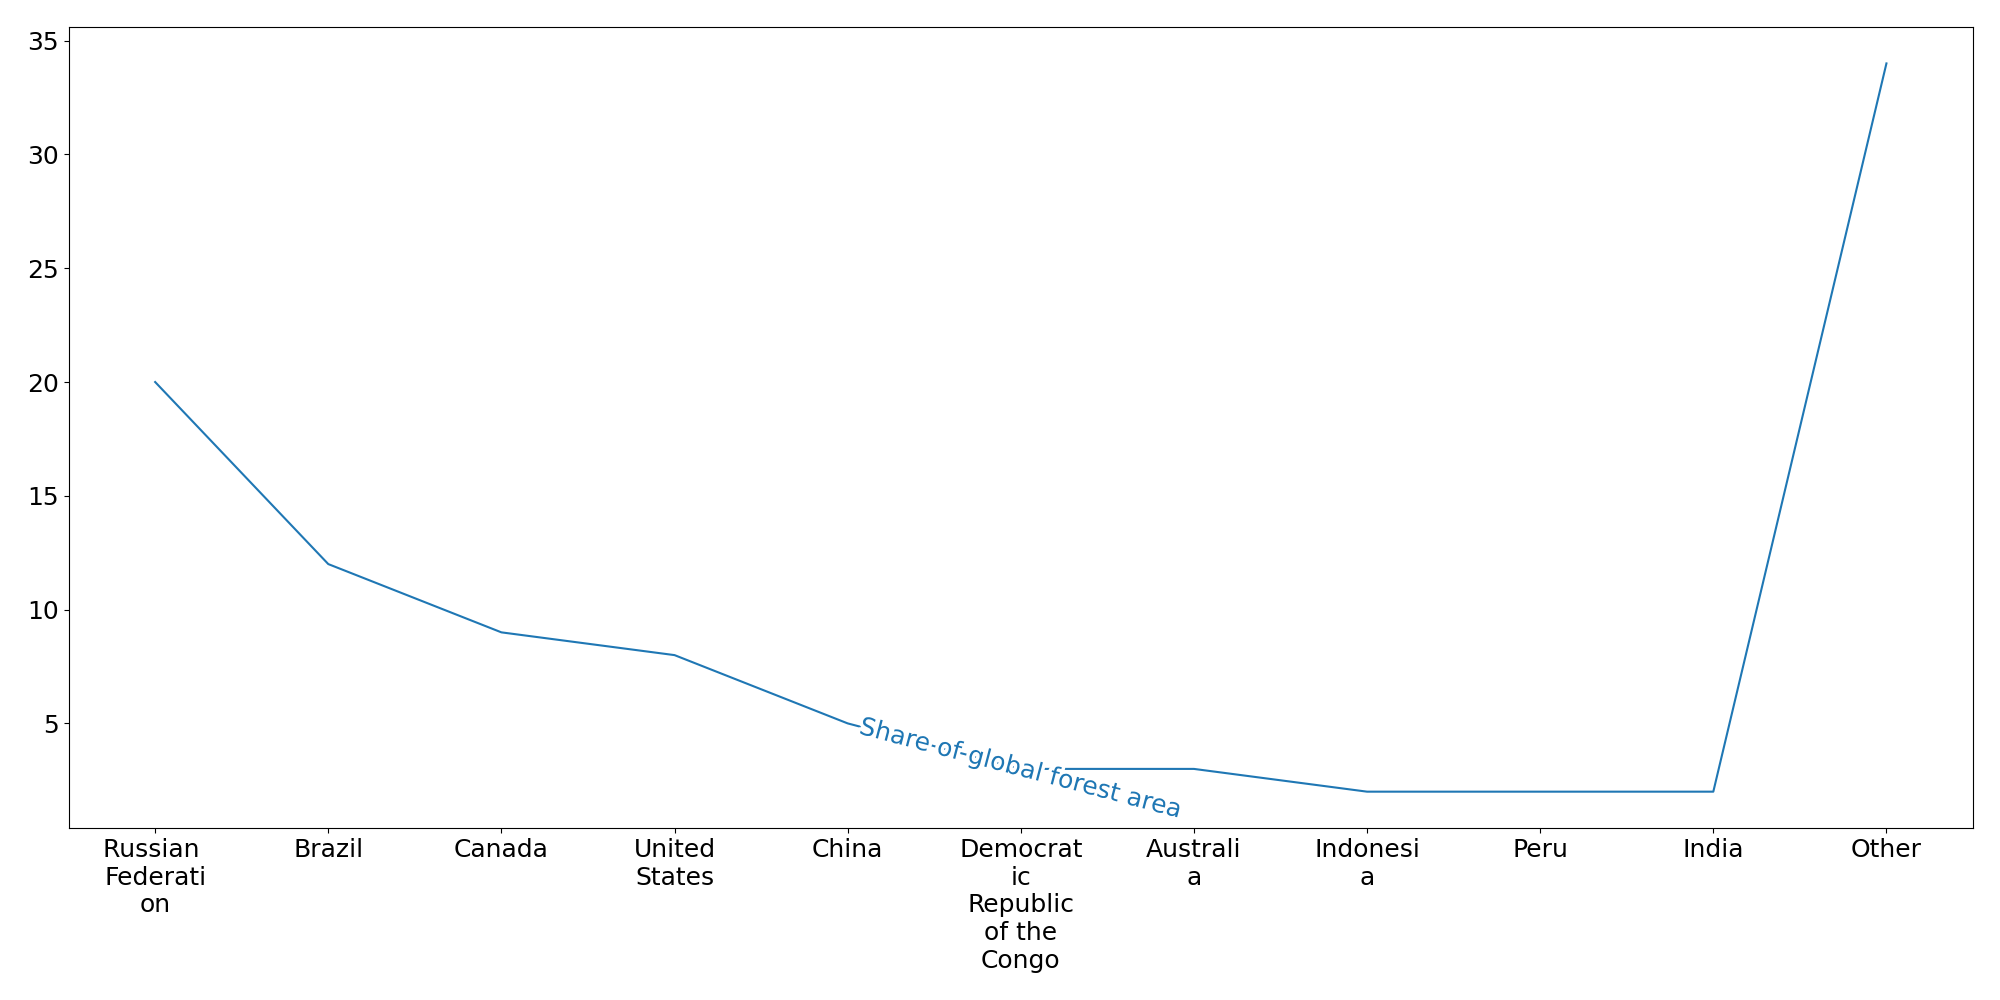 35
30
25
20
15
10
5
Share of global forest area
Russian
Federati
on
Brazil
Canada
United
States
China
Democrat
ic
Republic
of the
Congo
Australi
a
Indonesi
a
Peru
India
Other